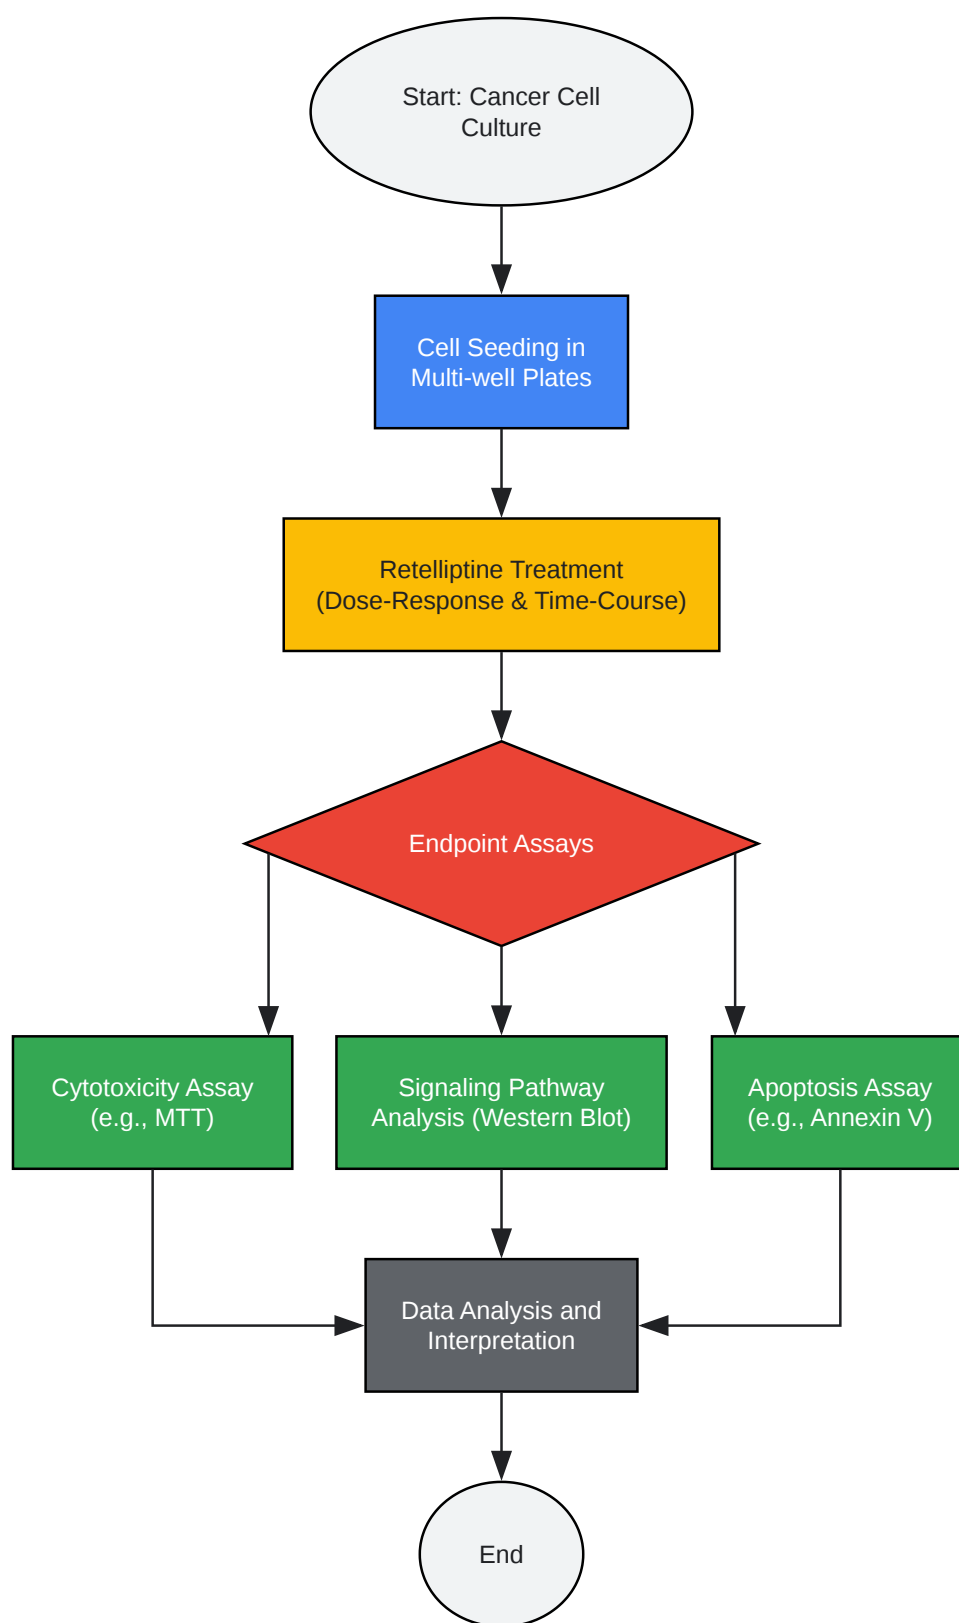 Start: Cancer Cell
Culture
Cell Seeding in
Multi-well Plates
Retelliptine Treatment
(Dose-Response & Time-Course)
Endpoint Assays
Cytotoxicity Assay
(e.g., MTT)
Signaling Pathway
Analysis (Western Blot)
Apoptosis Assay
(e.g., Annexin V)
Data Analysis and
Interpretation
End